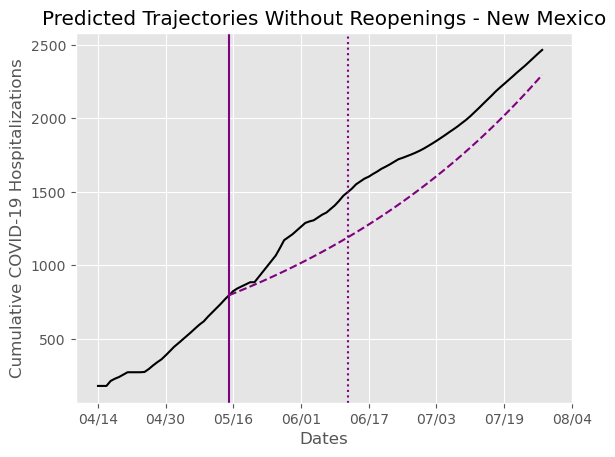 Predicted Trajectories Without Reopenings - New Mexico
Cumulative COVID-19 Hospitalizations
2500
2000
1500
1000
500
04/14 04/30 05/16 06/01 06/17 07/03 07/19 08/04
Dates